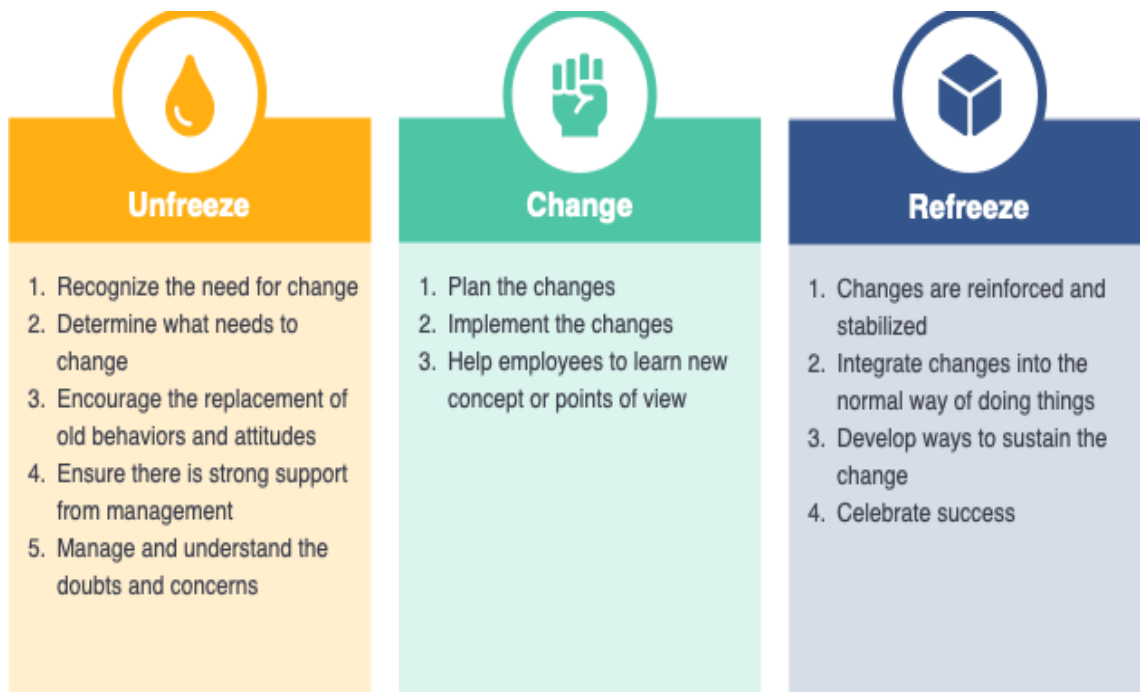 Unfreeze
1. Recognize the need for change
2. Determine what needs to
change
3. Encourage the replacement of
old behaviors and attitudes
4. Ensure there is strong support
from management
5. Manage and understand the
doubts and concerns
Change
1. Plan the changes
2. Implement the changes
3. Help employees to learn new
concept or points of view
Refreeze
1. Changes are reinforced and
stabilized
2. Integrate changes into the
normal way of doing things
3. Develop ways to sustain the
change
4. Celebrate success